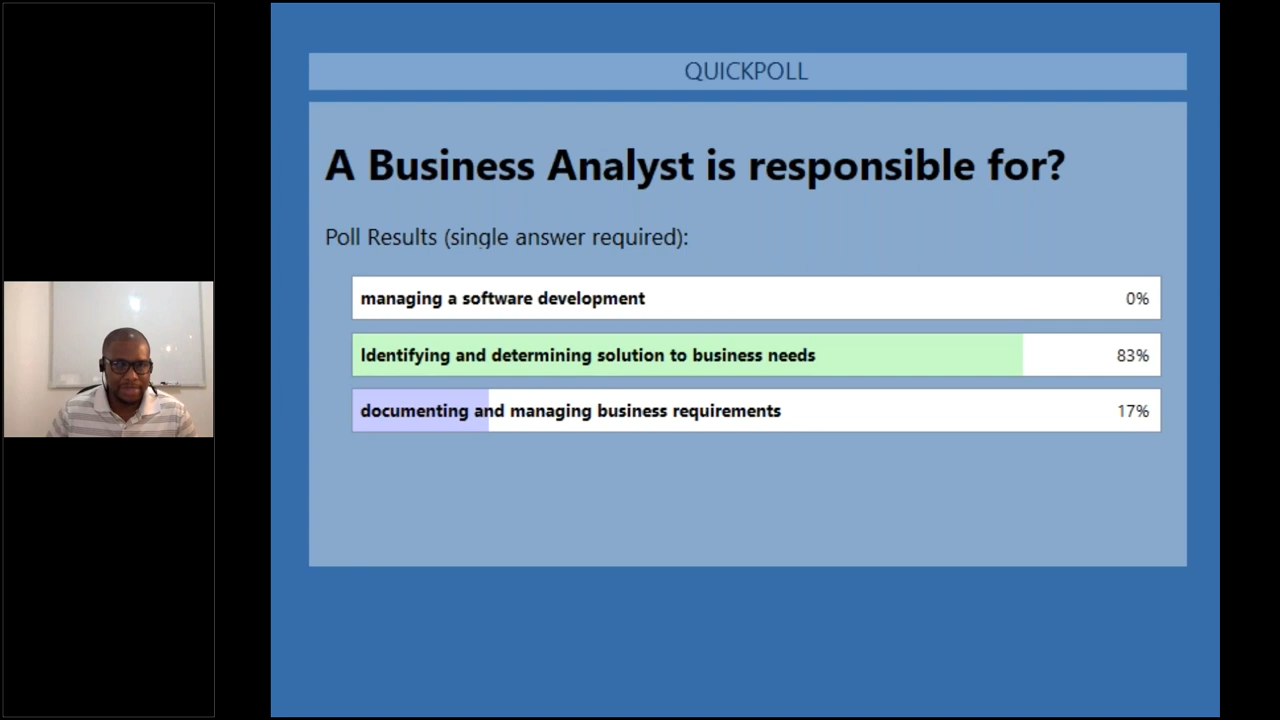 QUICKPOLL
A Business Analyst is responsible for?
Poll Results (single answer required):
managing a software development 0%
Identifying and determining solution to business needs 83%
documenting and managing business requirements 17%